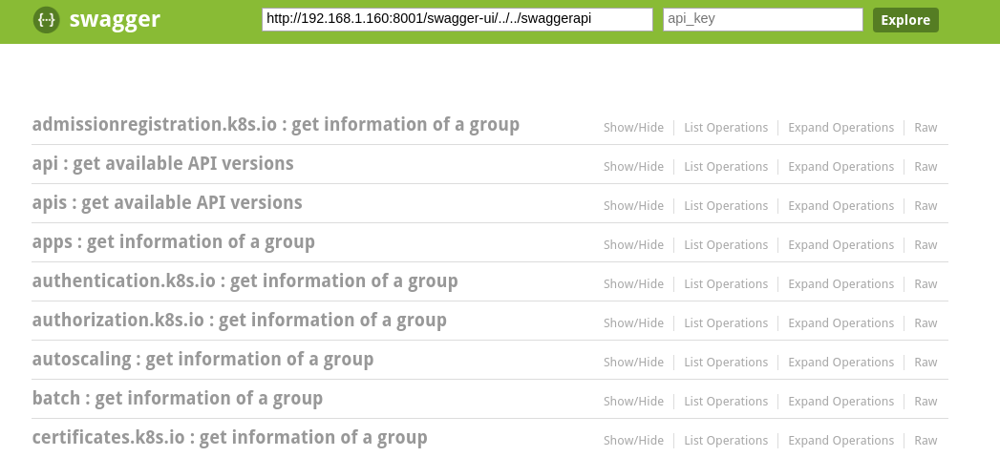 {··} swagger http://192.168.1.160:8001/swagger-ui/../../swaggerapi api_key Explore
admissionregistration.k8s.io : get information of a group Show/Hide List Operations Expand Operations Raw
api : get available API versions Show/Hide List Operations Expand Operations Raw
apis : get available API versions Show/Hide List Operations Expand Operations Raw
apps : get information of a group Show/Hide List Operations Expand Operations Raw
authentication.k8s.io : get information of a group Show/Hide List Operations Expand Operations Raw
authorization.k8s.io : get information of a group Show/Hide List Operations Expand Operations Raw
autoscaling : get information of a group Show/Hide List Operations Expand Operations Raw
batch : get information of a group Show/Hide List Operations Expand Operations Raw
certificates.k8s.io : get information of a group Show/Hide List Operations Expand Operations Raw